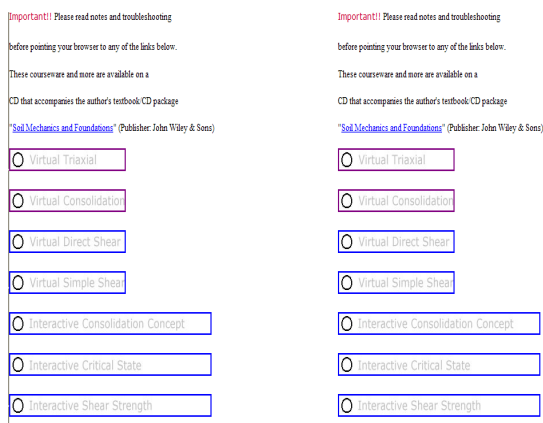 Important!! Please read notes and troubleshooting
before pointing your browser to any of the links below.
These courseware and more are available on a
CD that accompanies the author's textbook/CD package
"Soil Mechanics and Foundations" (Publisher: John Wiley & Sons)
Virtual Triaxial
Virtual Consolidation
Virtual Direct Shear
Virtual Simple Shear
Interactive Consolidation Concept
Interactive Critical State
Interactive Shear Strength
Important!! Please read notes and troubleshooting
before pointing your browser to any of the links below.
These courseware and more are available on a
CD that accompanies the author's textbook/CD package
"Soil Mechanics and Foundations" (Publisher: John Wiley & Sons)
Virtual Triaxial
Virtual Consolidation
Virtual Direct Shear
Virtual Simple Shear
Interactive Consolidation Concept
Interactive Critical State
Interactive Shear Strength